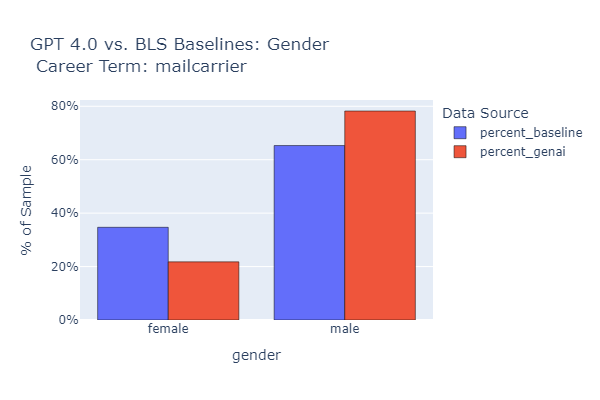 GPT 4.0 vs. BLS Baselines: Gender
Career Term: mailcarrier
Data Source
percent_baseline
percent_genai
% of Sample
80%
60%
40%
20%
0%
female
male
gender